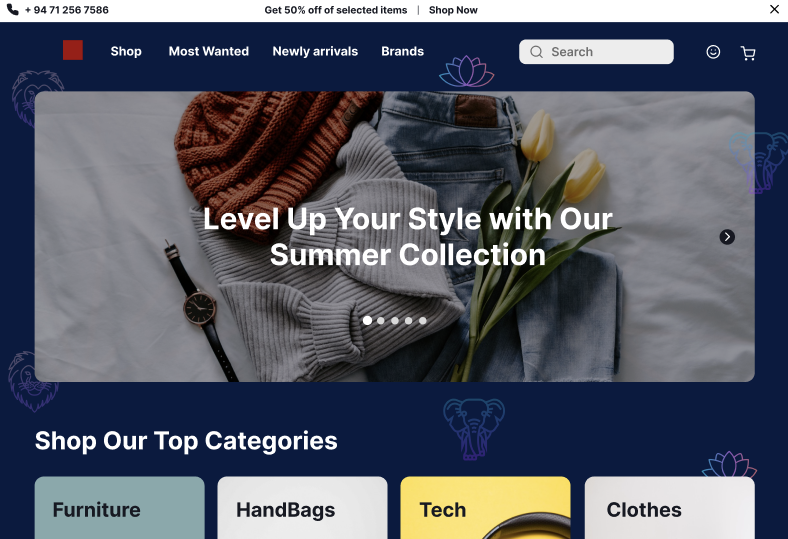 + 94 71 256 7586
Get 50% off of selected items | Shop Now
Shop
Most Wanted
Newly arrivals
Brands
Search
Level Up Your Style with Our
Summer Collection
Shop Our Top Categories
Furniture
HandBags
Tech
Clothes